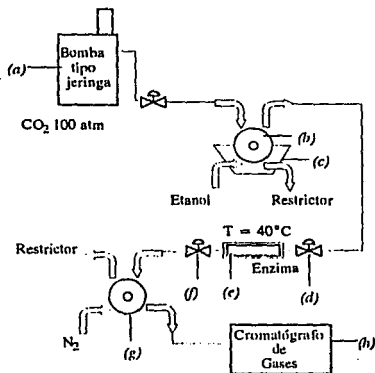 Bomba
tipo
jeringa
(a)
CO₂ 100 atm
(b)
(c)
Etanol
Restrictor
T = 40°C
Restrictor
Enzima
(f)
(e)
(d)
N₂
(g)
Cromatógrafo
de
Gases
(h)